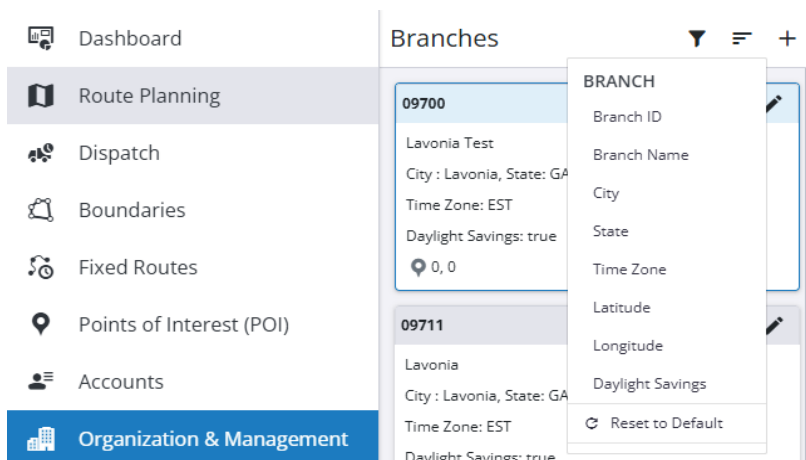 Dashboard
Route Planning
Dispatch
Boundaries
Fixed Routes
Points of Interest (POI)
Accounts
Organization & Management
Branches
09700
Lavonia Test
City : Lavonia, State: GA
Time Zone: EST
Daylight Savings: true
0, 0
09711
Lavonia
City : Lavonia, State: GA
Time Zone: EST
Daylight Savings: true
BRANCH
Branch ID
Branch Name
City
State
Time Zone
Latitude
Longitude
Daylight Savings
Reset to Default